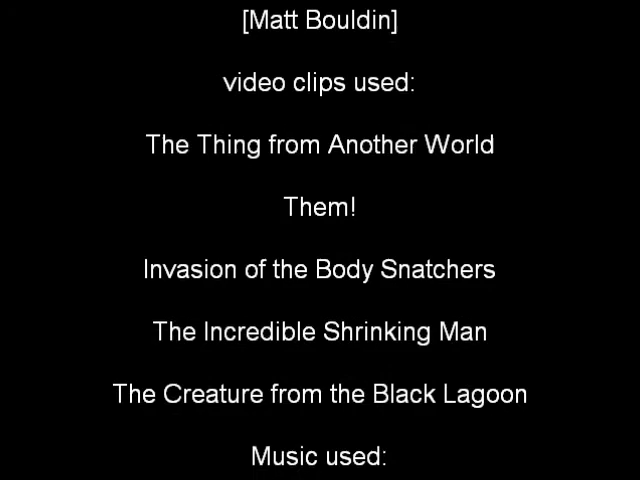 [Matt Bouldin]
video clips used:
The Thing from Another World
Them!
Invasion of the Body Snatchers
The Incredible Shrinking Man
The Creature from the Black Lagoon
Music used: